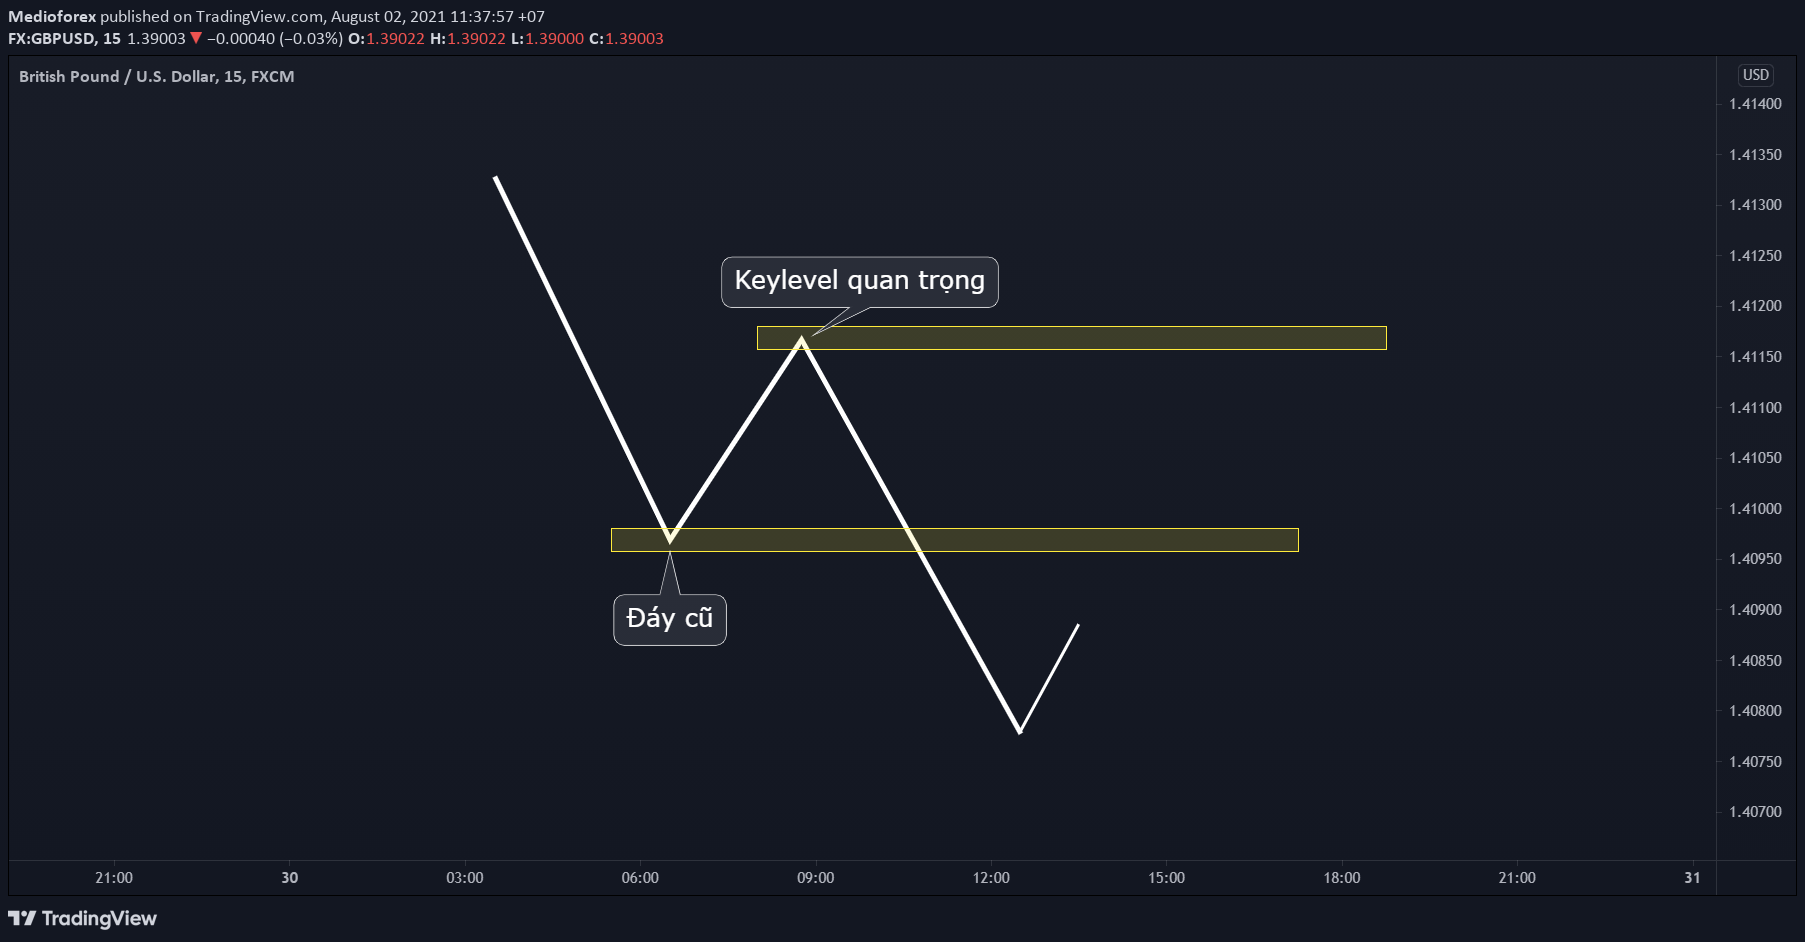 Medioforex published on TradingView.com, August 02, 2021 11:37:57 +07
FX:GBPUSD, 15 1.39003 ▼ −0.00040 (−0.03%) O:1.39022 H:1.39022 L:1.39000 C:1.39003
British Pound / U.S. Dollar, 15, FXCM
USD
1.41400
1.41350
1.41300
1.41250
Keylevel quan trọng
1.41200
1.41150
1.41100
1.41050
1.41000
1.40950
1.40900
Đáy cũ
1.40850
1.40800
1.40750
1.40700
21:00 30 03:00 06:00 09:00 12:00 15:00 18:00 21:00 31
TradingView